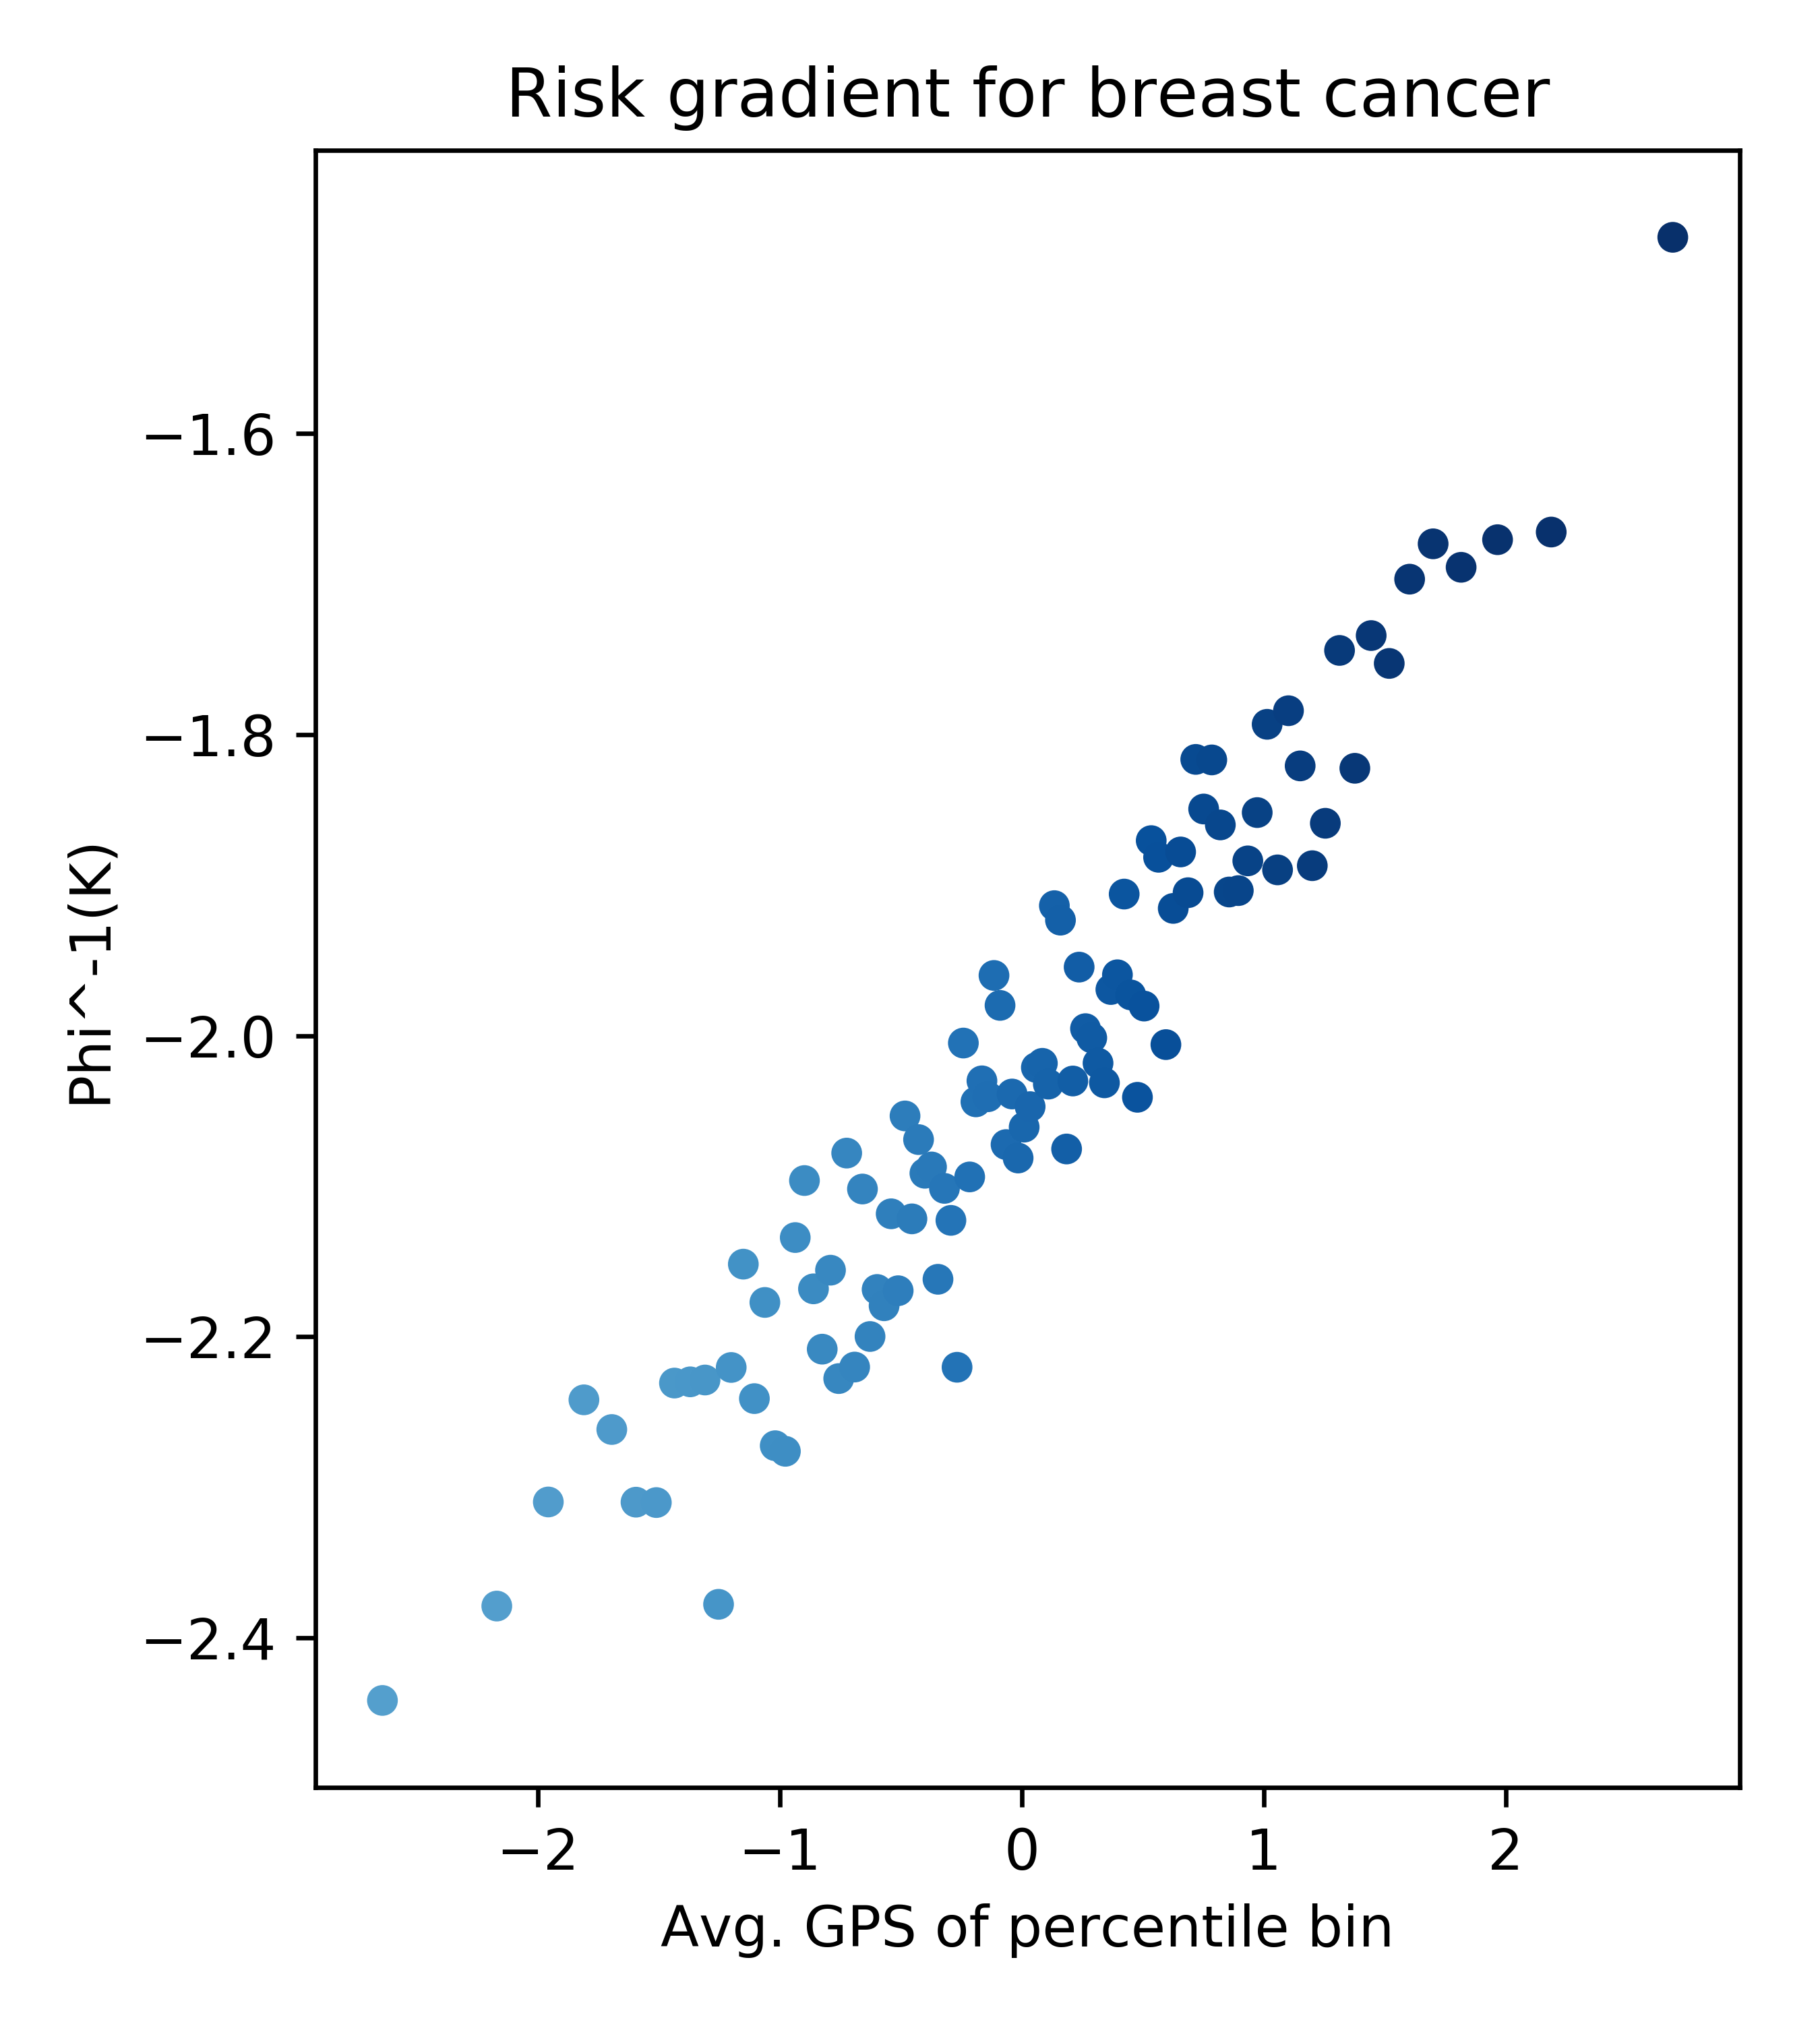 Risk gradient for breast cancer
Phi^-1(K)
−1.6
−1.8
−2.0
−2.2
−2.4
−2 −1 0 1 2
Avg. GPS of percentile bin